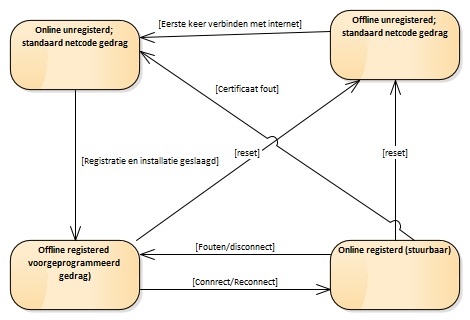 Online unregisterd;
standaard netcode gedrag
[Eerste keer verbinden met internet]
Offline unregistered;
standaard netcode gedrag
[Certificaat fout]
[Registratie en installatie geslaagd]
[reset]
[reset]
Offline registered
voorgeprogrammeerd
gedrag)
[Fouten/disconnect]
[Connrect/Reconnect]
Online registerd (stuurbaar)